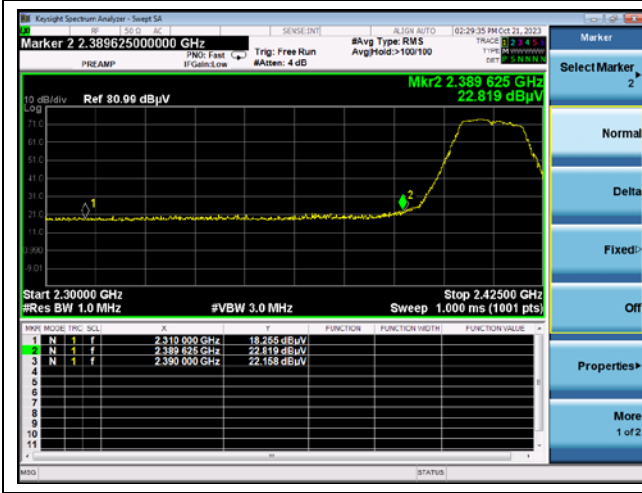 Keysight Spectrum Analyzer - Swept SA
RF 50 Ω AC SENSE:INT ALIGN AUTO 02:29:35 PM Oct 21, 2023
Marker 2 2.389625000000 GHz
PNO: Fast
IFGain:Low
PREAMP
Trig: Free Run
#Atten: 4 dB
#Avg Type: RMS
Avg|Hold:>100/100
TRACE 1 2 3 4 5 6
TYPE
DET P S N N N N
Mkr2 2.389 625 GHz
22.819 dBµV
10 dB/div Ref 80.99 dBµV
Log
71.0
61.0
51.0
41.0
31.0
21.0
11.0
0.990
-9.01
1
2
Start 2.30000 GHz
Stop 2.42500 GHz
#Res BW 1.0 MHz
#VBW 3.0 MHz
Sweep 1.000 ms (1001 pts)
MKR MODE TRC SCL X Y FUNCTION FUNCTION WIDTH FUNCTION VALUE
1 N 1 f 2.310 000 GHz 18.255 dBµV
2 N 1 f 2.389 625 GHz 22.819 dBµV
3 N 1 f 2.390 000 GHz 22.158 dBµV
4
5
6
7
8
9
10
11
MSG
STATUS
Marker
Select Marker
2
Normal
Delta
Fixed
Off
Properties
More
1 of 2